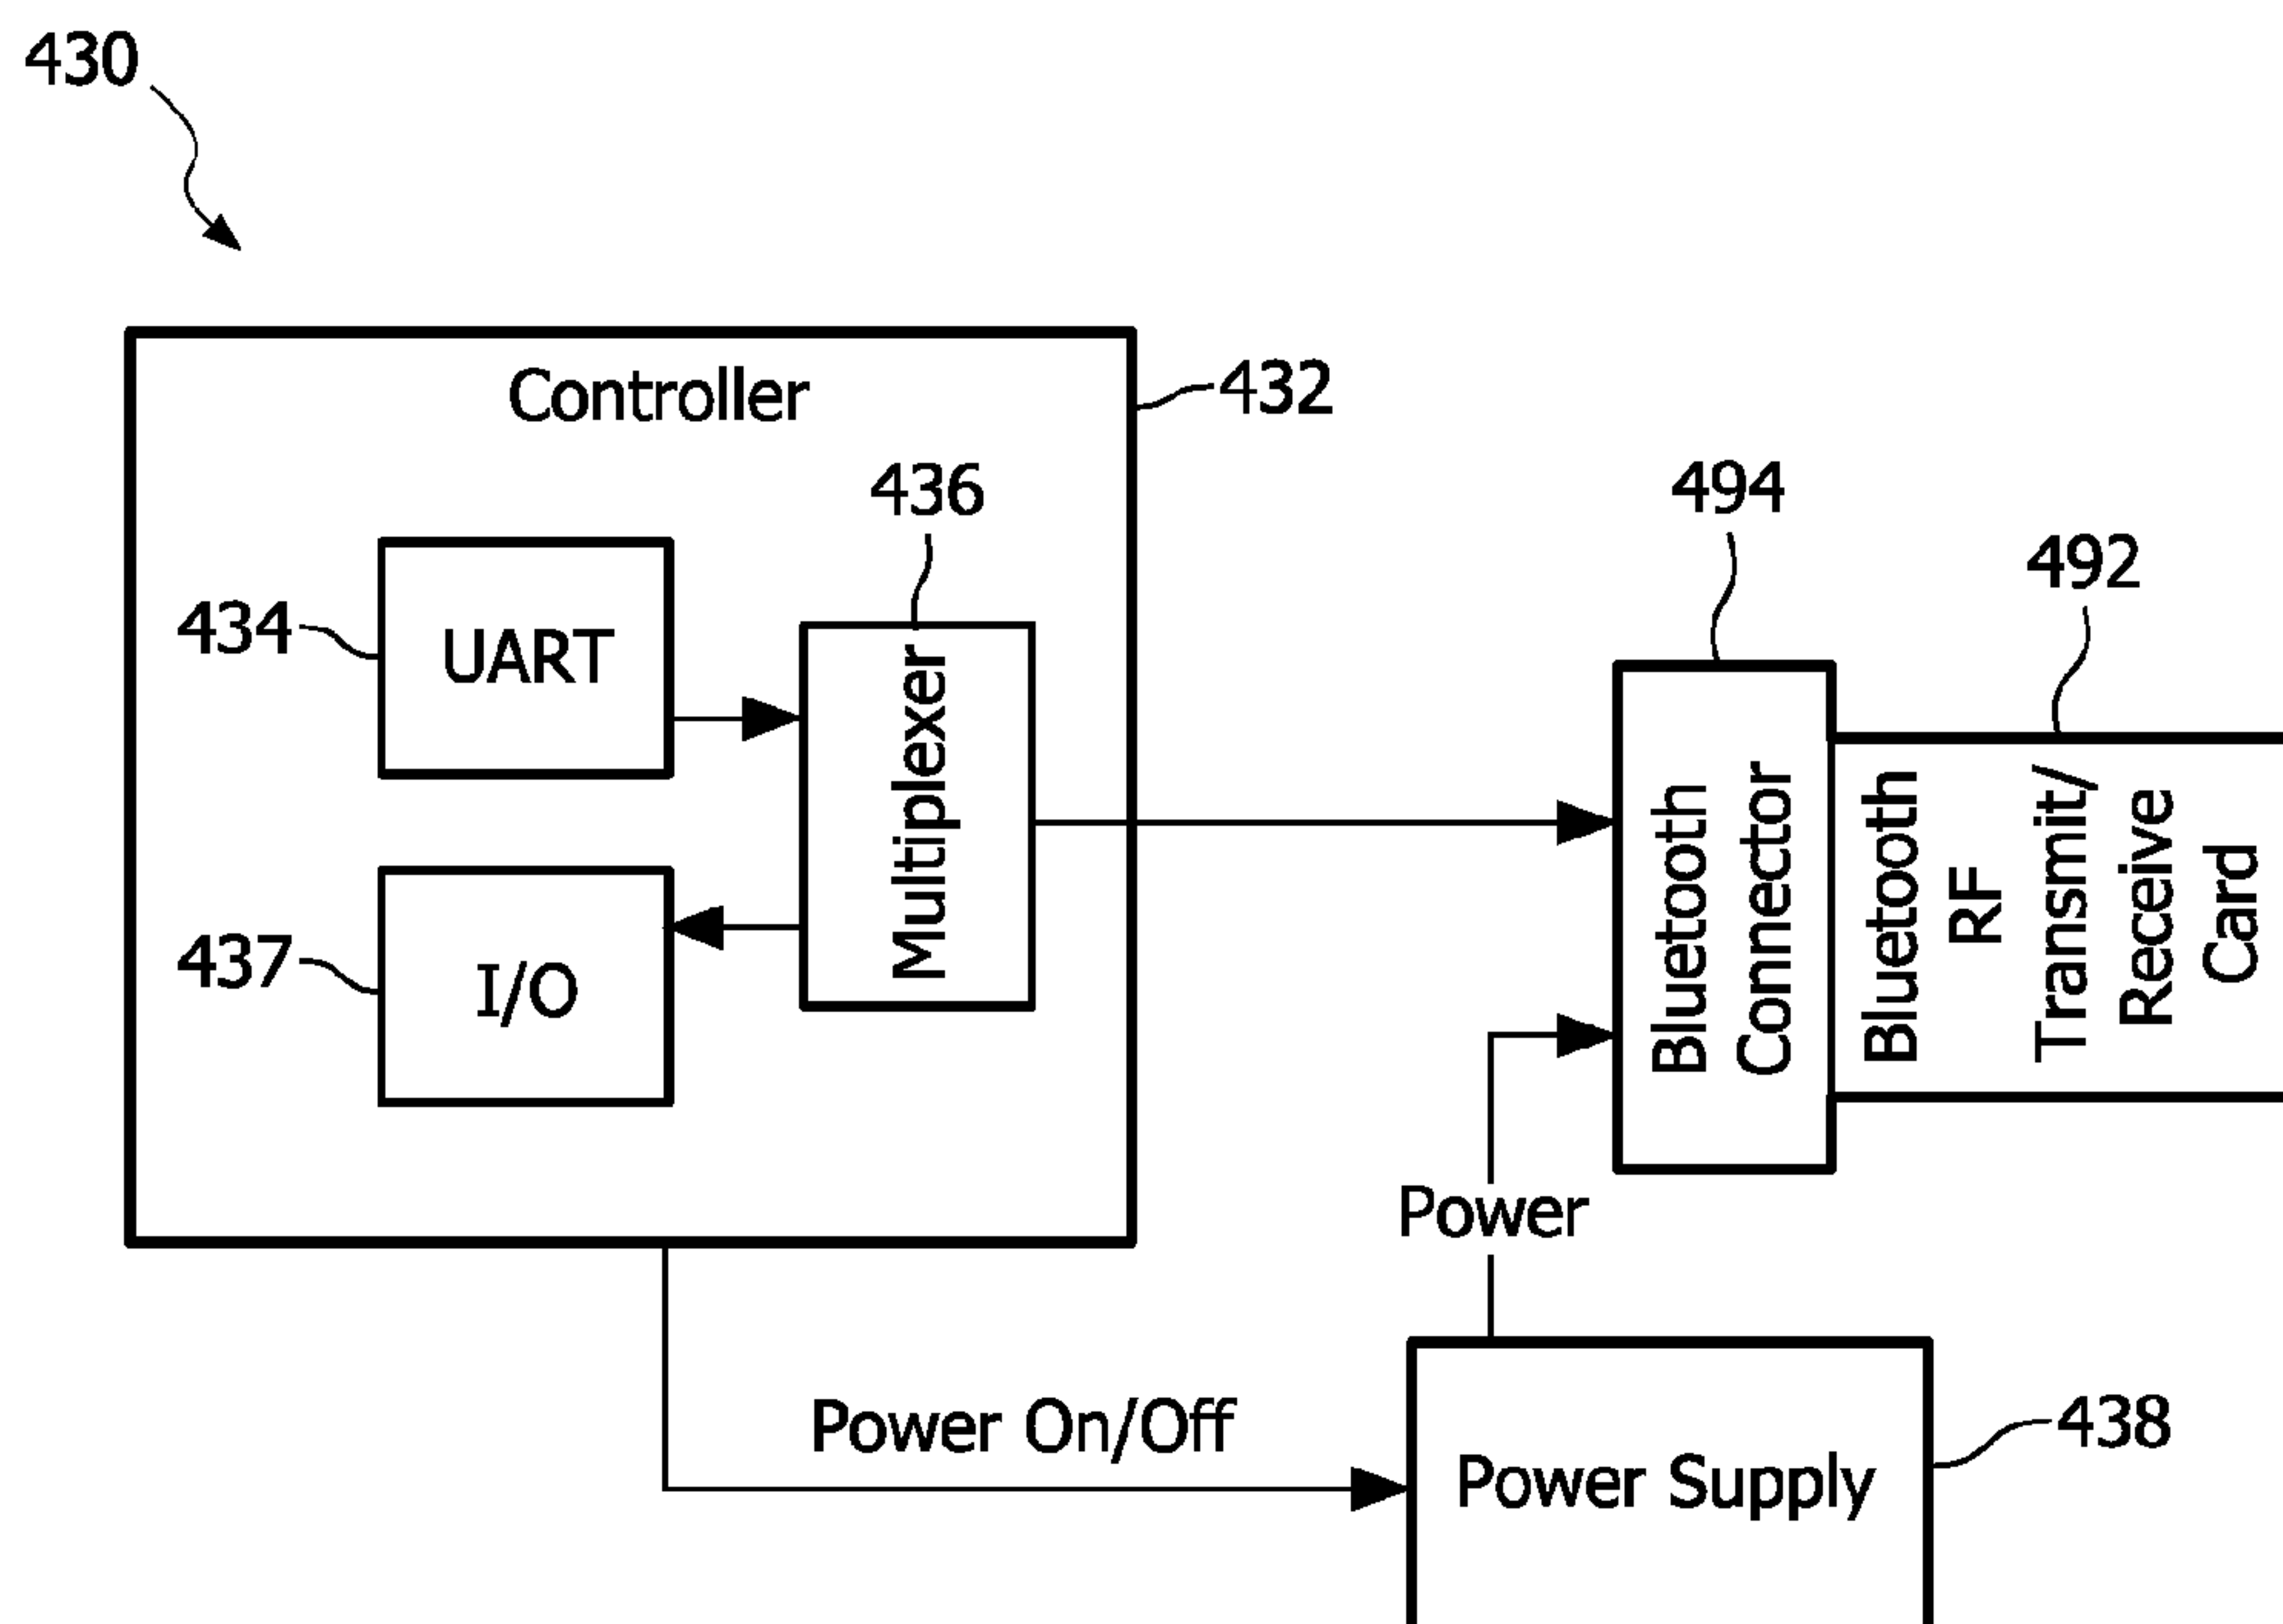 430
Controller
432
436
494
492
434
UART
Multiplexer
437
I/O
Bluetooth
Connector
Bluetooth
RF
Transmit/
Receive
Card
Power
Power On/Off
Power Supply
438